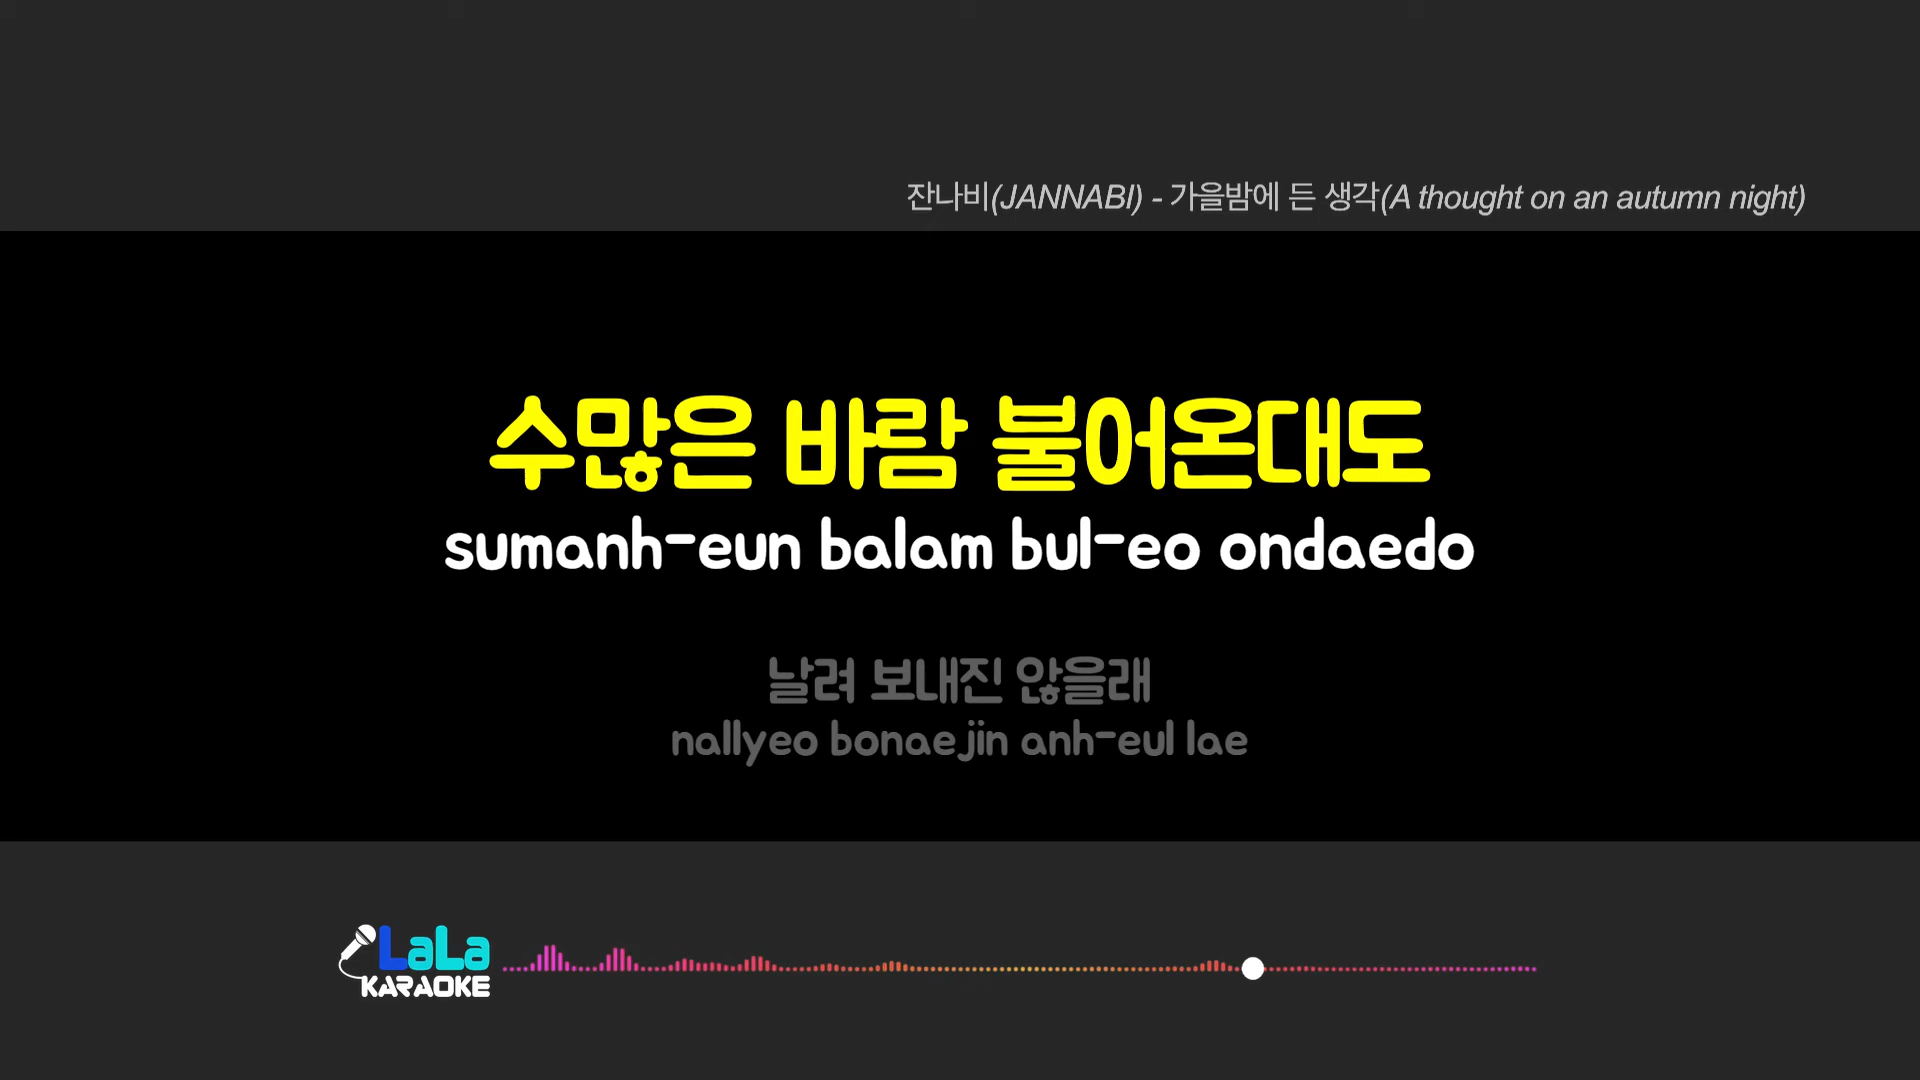 잔나비(JANNABI) - 가을밤에 든 생각(A thought on an autumn night)
수많은 바람 불어온대도
sumanh-eun balam bul-eo ondaedo
날려 보내진 않을래
nallyeo bonaejin anh-eul lae
LaLa
KARAOKE